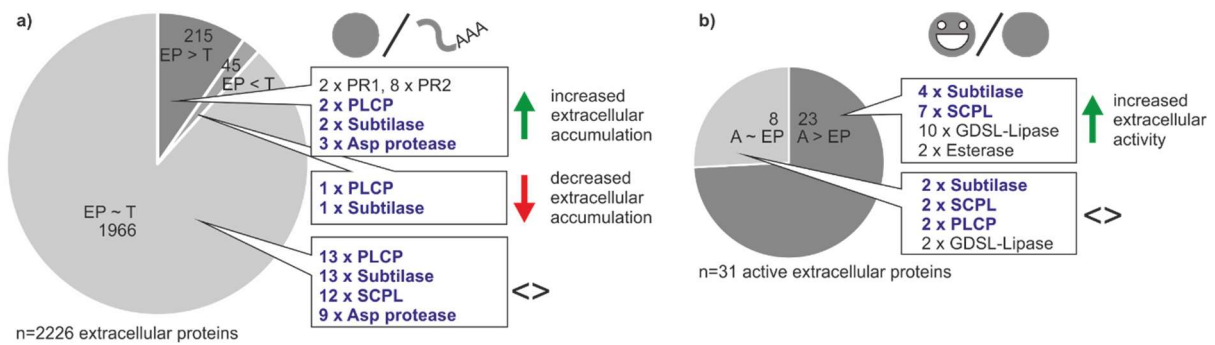 a)
215
EP > T
45
EP < T
EP ~ T
1966
n=2226 extracellular proteins
AAA
2 x PR1, 8 x PR2
2 x PLCP
2 x Subtilase
3 x Asp protease
increased
extracellular
accumulation
1 x PLCP
1 x Subtilase
decreased
extracellular
accumulation
13 x PLCP
13 x Subtilase
12 x SCPL
9 x Asp protease
<>
b)
8
A ~ EP
23
A > EP
n=31 active extracellular proteins
4 x Subtilase
7 x SCPL
10 x GDSL-Lipase
2 x Esterase
increased
extracellular
activity
2 x Subtilase
2 x SCPL
2 x PLCP
2 x GDSL-Lipase
<>